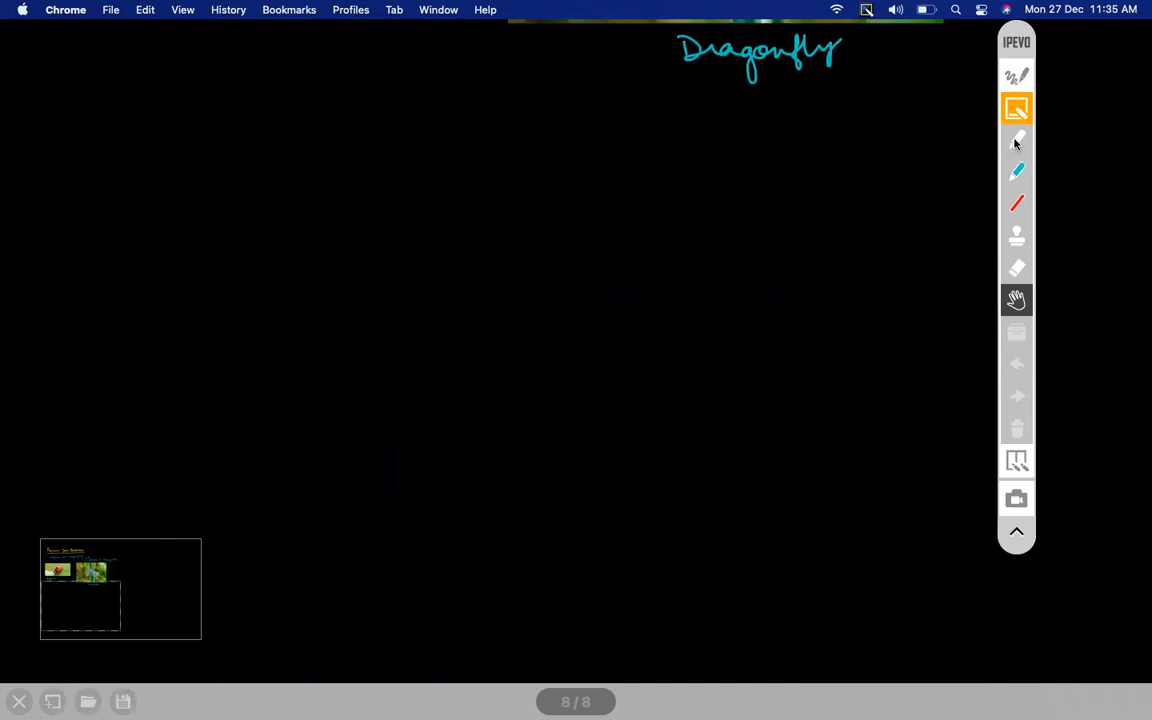 Chrome File Edit View History Bookmarks Profiles Tab Window Help Mon 27 Dec 11:35 AM
Dragonfly
IPEVO
8 / 8